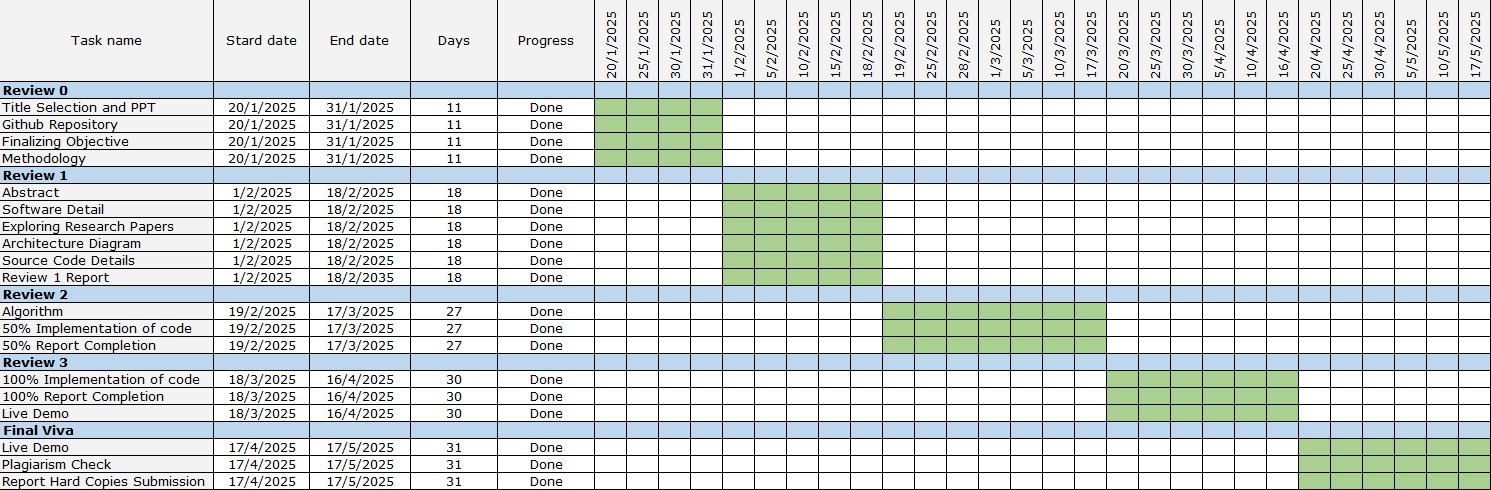 Task name Stard date End date Days Progress 20/1/2025 25/1/2025 30/1/2025 31/1/2025 1/2/2025 5/2/2025 10/2/2025 15/2/2025 18/2/2025 19/2/2025 25/2/2025 28/2/2025 1/3/2025 5/3/2025 10/3/2025 17/3/2025 20/3/2025 25/3/2025 30/3/2025 5/4/2025 10/4/2025 16/4/2025 20/4/2025 25/4/2025 30/4/2025 5/5/2025 10/5/2025 17/5/2025
Review 0
Title Selection and PPT 20/1/2025 31/1/2025 11 Done
Github Repository 20/1/2025 31/1/2025 11 Done
Finalizing Objective 20/1/2025 31/1/2025 11 Done
Methodology 20/1/2025 31/1/2025 11 Done
Review 1
Abstract 1/2/2025 18/2/2025 18 Done
Software Detail 1/2/2025 18/2/2025 18 Done
Exploring Research Papers 1/2/2025 18/2/2025 18 Done
Architecture Diagram 1/2/2025 18/2/2025 18 Done
Source Code Details 1/2/2025 18/2/2025 18 Done
Review 1 Report 1/2/2025 18/2/2035 18 Done
Review 2
Algorithm 19/2/2025 17/3/2025 27 Done
50% Implementation of code 19/2/2025 17/3/2025 27 Done
50% Report Completion 19/2/2025 17/3/2025 27 Done
Review 3
100% Implementation of code 18/3/2025 16/4/2025 30 Done
100% Report Completion 18/3/2025 16/4/2025 30 Done
Live Demo 18/3/2025 16/4/2025 30 Done
Final Viva
Live Demo 17/4/2025 17/5/2025 31 Done
Plagiarism Check 17/4/2025 17/5/2025 31 Done
Report Hard Copies Submission 17/4/2025 17/5/2025 31 Done